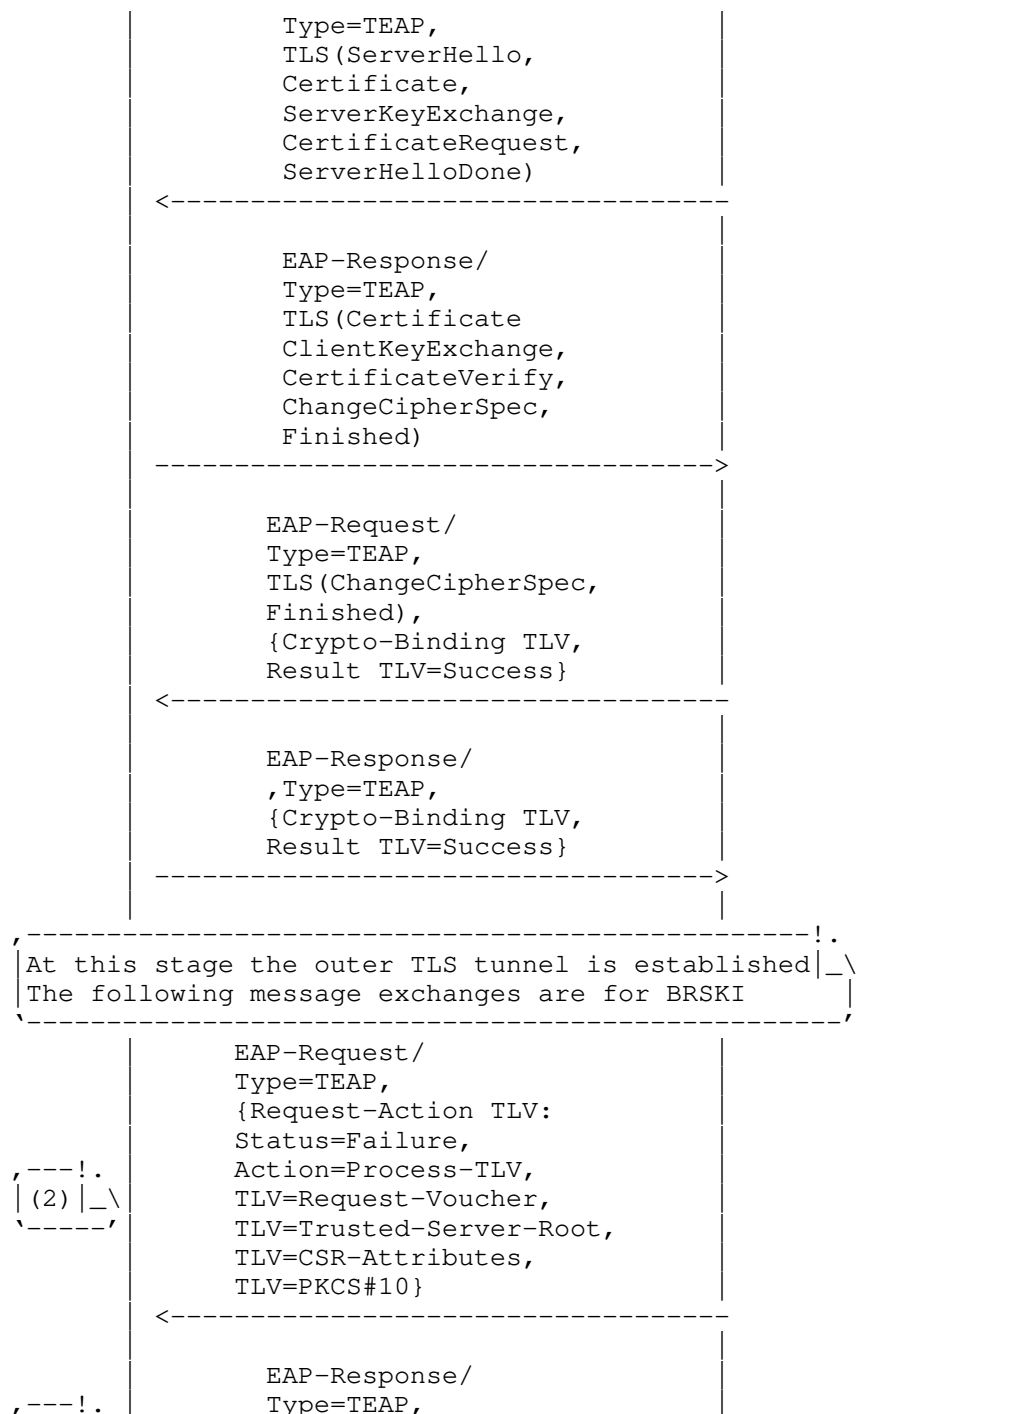 Type=TEAP,
TLS(ServerHello,
Certificate,
ServerKeyExchange,
CertificateRequest,
ServerHelloDone)
EAP-Response/
Type=TEAP,
TLS(Certificate
ClientKeyExchange,
CertificateVerify,
ChangeCipherSpec,
Finished)
EAP-Request/
Type=TEAP,
TLS(ChangeCipherSpec,
Finished),
{Crypto-Binding TLV,
Result TLV=Success}
EAP-Response/
,Type=TEAP,
{Crypto-Binding TLV,
Result TLV=Success}
At this stage the outer TLS tunnel is established
The following message exchanges are for BRSKI
EAP-Request/
Type=TEAP,
{Request-Action TLV:
Status=Failure,
Action=Process-TLV,
(2) TLV=Request-Voucher,
TLV=Trusted-Server-Root,
TLV=CSR-Attributes,
TLV=PKCS#10}
EAP-Response/
Type=TEAP,